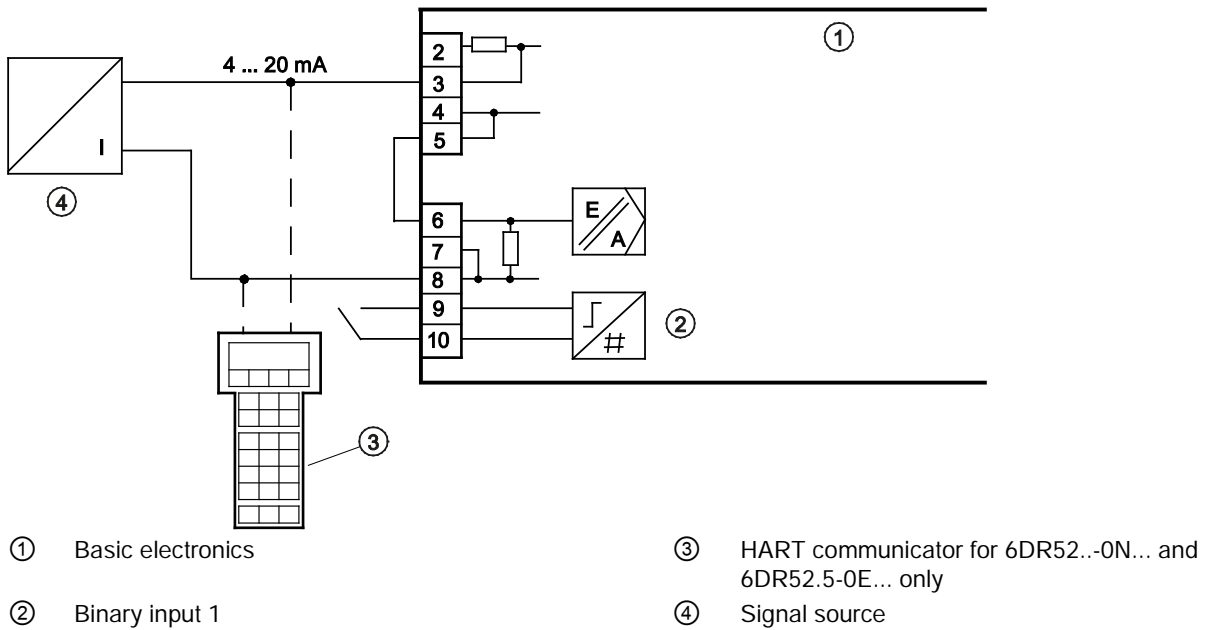 ①
2
4 ... 20 mA
3
4
I
5
④
6
E
A
7
8
9
②
10
#
③
① Basic electronics
② Binary input 1
③ HART communicator for 6DR52..-0N... and
6DR52.5-0E... only
④ Signal source